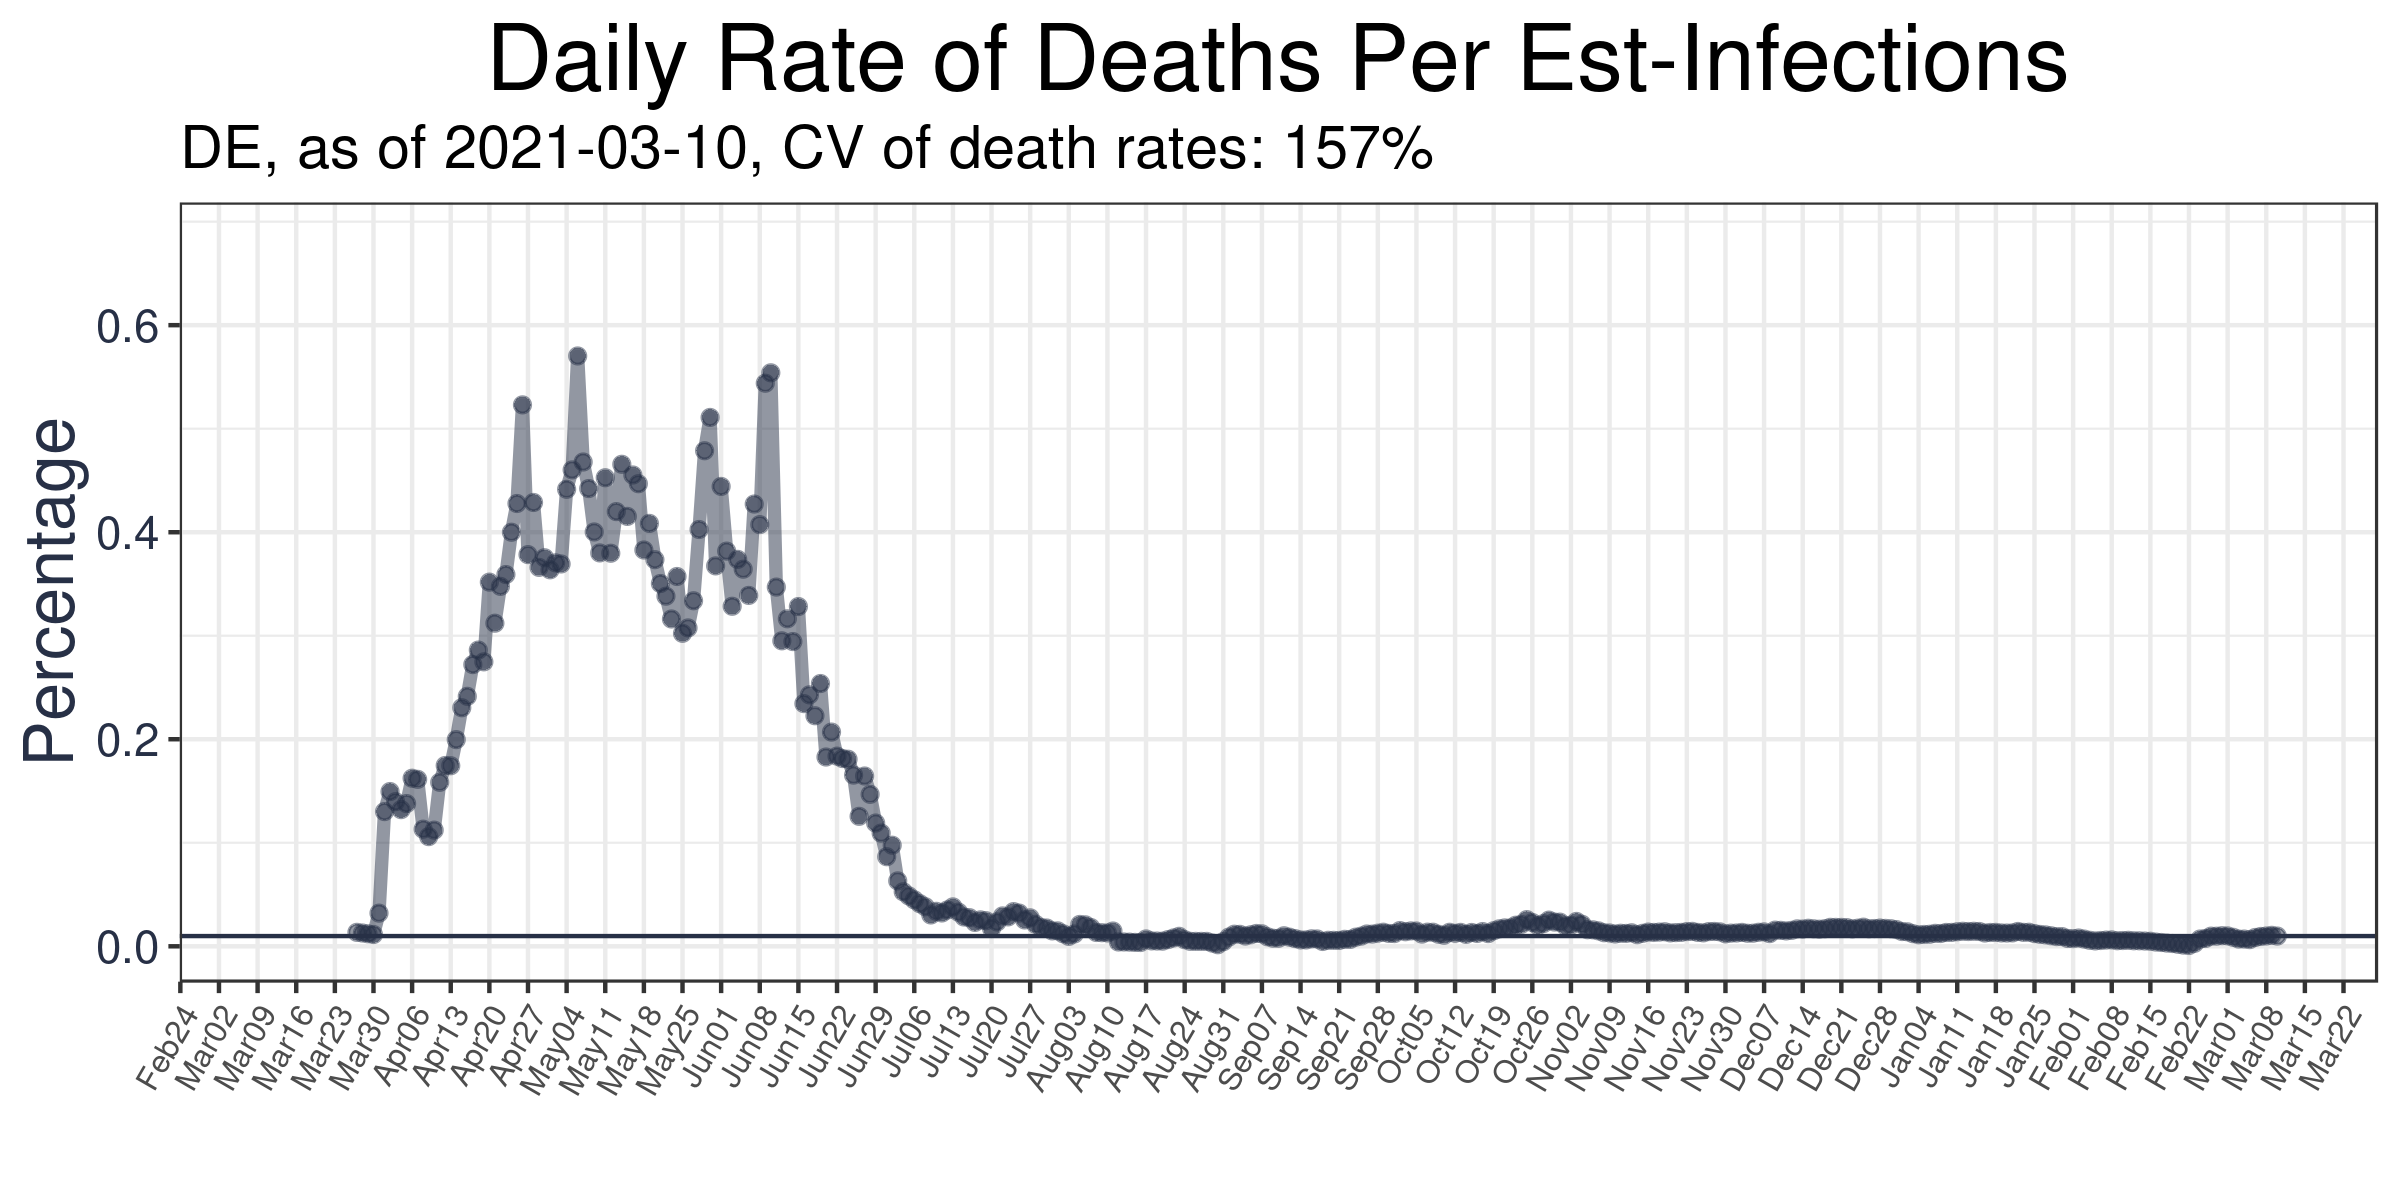 Daily Rate of Deaths Per Est-Infections
DE, as of 2021-03-10, CV of death rates: 157%
Percentage
0.6
0.4
0.2
0.0
Feb24 Mar02 Mar09 Mar16 Mar23 Mar30 Apr06 Apr13 Apr20 Apr27 May04 May11 May18 May25 Jun01 Jun08 Jun15 Jun22 Jun29 Jul06 Jul13 Jul20 Jul27 Aug03 Aug10 Aug17 Aug24 Aug31 Sep07 Sep14 Sep21 Sep28 Oct05 Oct12 Oct19 Oct26 Nov02 Nov09 Nov16 Nov23 Nov30 Dec07 Dec14 Dec21 Dec28 Jan04 Jan11 Jan18 Jan25 Feb01 Feb08 Feb15 Feb22 Mar01 Mar08 Mar15 Mar22